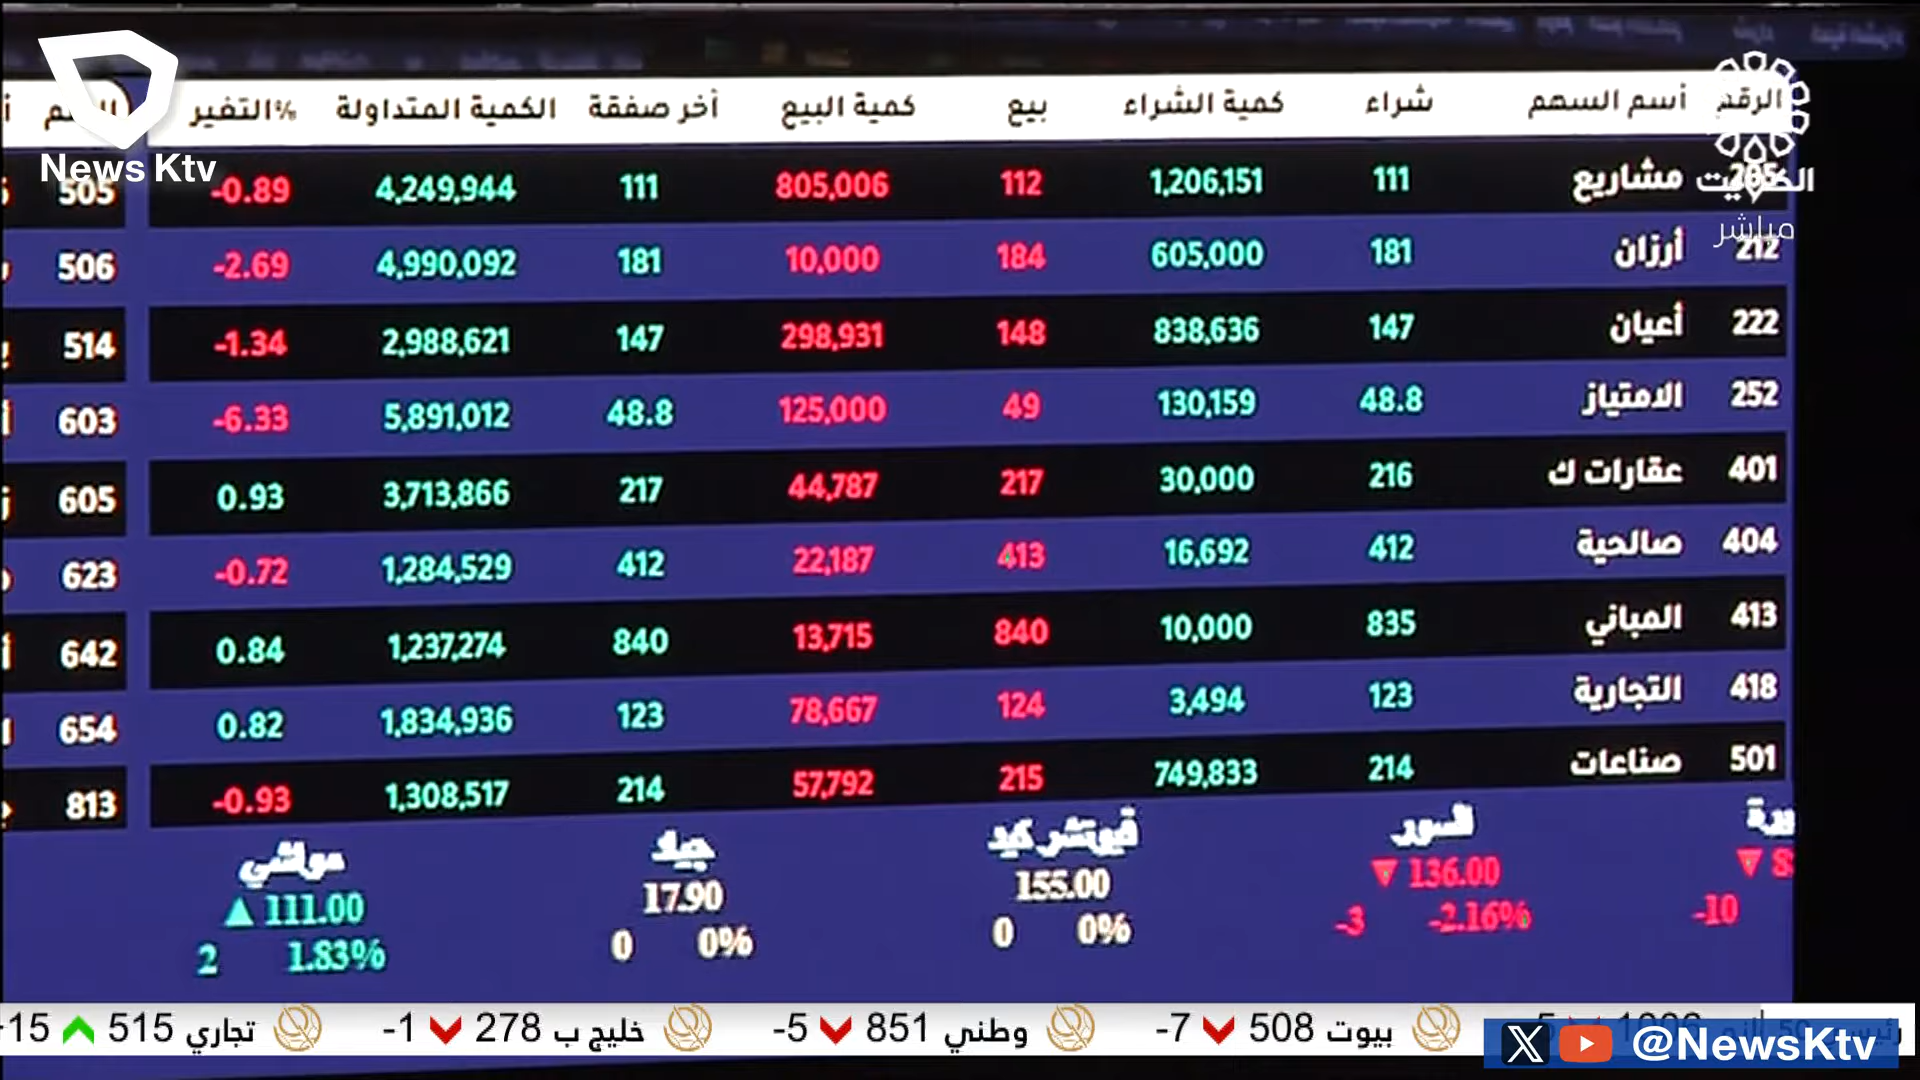 News Ktv
الكويت
مباشر
الرقم أسم السهم شراء كمية الشراء بيع كمية البيع أخر صفقة الكمية المتداولة التغير%
205 مشاريع 111 1,206,151 112 805,006 111 4,249,944 -0.89 505
212 أرزان 181 605,000 184 10,000 181 4,990,092 -2.69 506
222 أعيان 147 838,636 148 298,931 147 2,988,621 -1.34 514
252 الامتياز 48.8 130,159 49 125,000 48.8 5,891,012 -6.33 603
401 عقارات ك 216 30,000 217 44,787 217 3,713,866 0.93 605
404 صالحية 412 16,692 413 22,187 412 1,284,529 -0.72 623
413 المباني 835 10,000 840 13,715 840 1,237,274 0.84 642
418 التجارية 123 3,494 124 78,667 123 1,834,936 0.82 654
501 صناعات 214 749,833 215 57,792 214 1,308,517 -0.93 813
السور فيوتشر كيد جياد مواشي
▼ 136.00 155.00 17.90 ▲ 111.00
-10 -3 -2.16% 0 0% 0 0% 2 1.83%
بيوت 508 -7 وطني 851 -5 خليج ب 278 -1 تجاري 515 +15
@NewsKtv